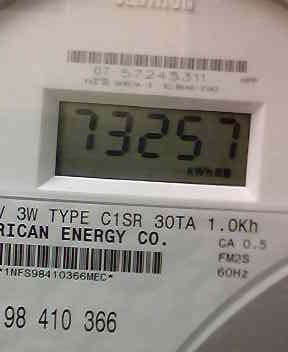 07 57245311
73257
kWh
V 3W TYPE C1SR 30TA 1.0Kh
RICAN ENERGY CO.
CA 0.5
FM2S
60Hz
*1NFS98410366MEC*
98 410 366